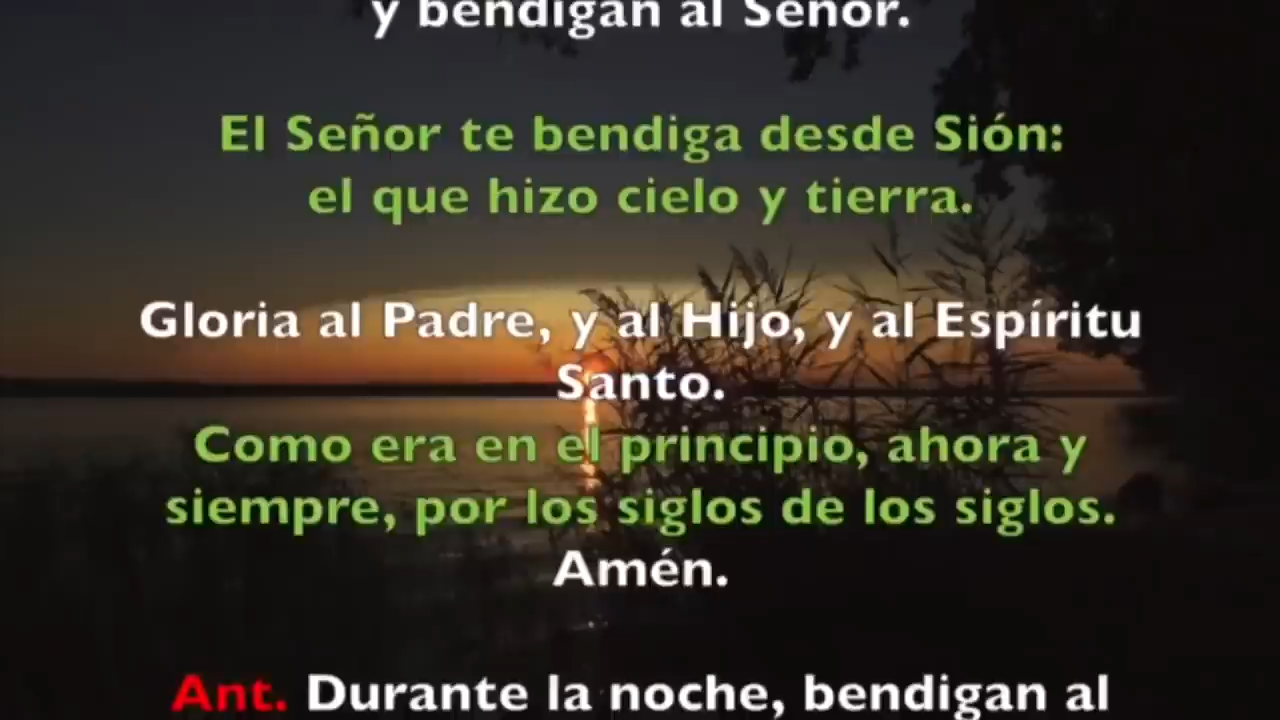 y bendigan al Señor.
El Señor te bendiga desde Sión:
el que hizo cielo y tierra.
Gloria al Padre, y al Hijo, y al Espíritu
Santo.
Como era en el principio, ahora y
siempre, por los siglos de los siglos.
Amén.
Ant. Durante la noche, bendigan al